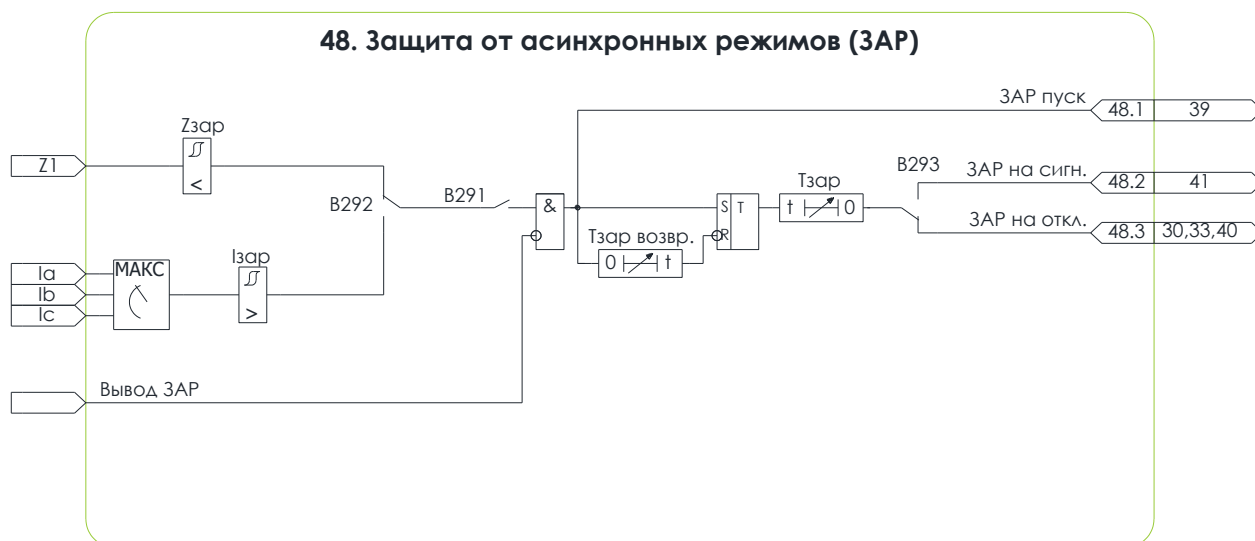 48. Защита от асинхронных режимов (ЗАР)
ЗАР пуск
48.1 39
Zзар
Z1
<
B292
B291
&
S T
R
Tзар
t 0
B293
ЗАР на сигн.
48.2 41
ЗАР на откл.
48.3 30,33,40
Tзар возвр.
0 t
Iзар
>
МАКС
Ia
Ib
Ic
Вывод ЗАР